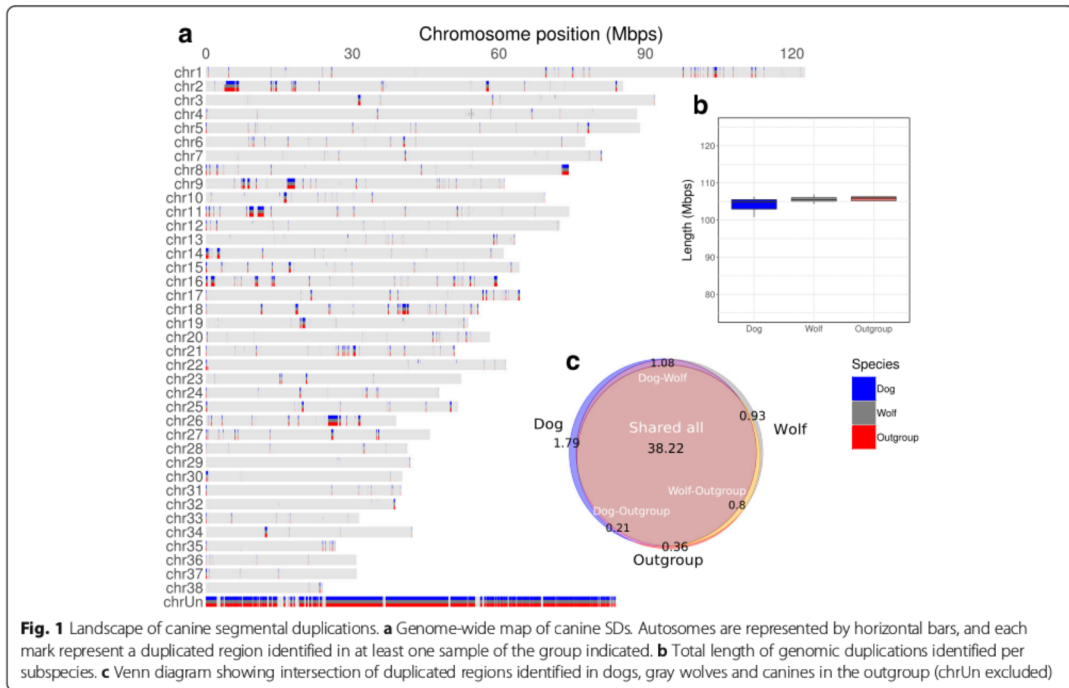 a
Chromosome position (Mbps)
0 30 60 90 120
chr1
chr2
chr3
chr4
chr5
chr6
chr7
chr8
chr9
chr10
chr11
chr12
chr13
chr14
chr15
chr16
chr17
chr18
chr19
chr20
chr21
chr22
chr23
chr24
chr25
chr26
chr27
chr28
chr29
chr30
chr31
chr32
chr33
chr34
chr35
chr36
chr37
chr38
chrUn
b
Length (Mbps)
120
110
100
90
80
Dog Wolf Outgroup
c
1.08
Dog-Wolf
0.93
Dog
Wolf
1.79
Shared all
38.22
Wolf-Outgroup
0.8
Dog-Outgroup
0.21
0.36
Outgroup
Species
Dog
Wolf
Outgroup
Fig. 1 Landscape of canine segmental duplications. a Genome-wide map of canine SDs. Autosomes are represented by horizontal bars, and each
mark represent a duplicated region identified in at least one sample of the group indicated. b Total length of genomic duplications identified per
subspecies. c Venn diagram showing intersection of duplicated regions identified in dogs, gray wolves and canines in the outgroup (chrUn excluded)